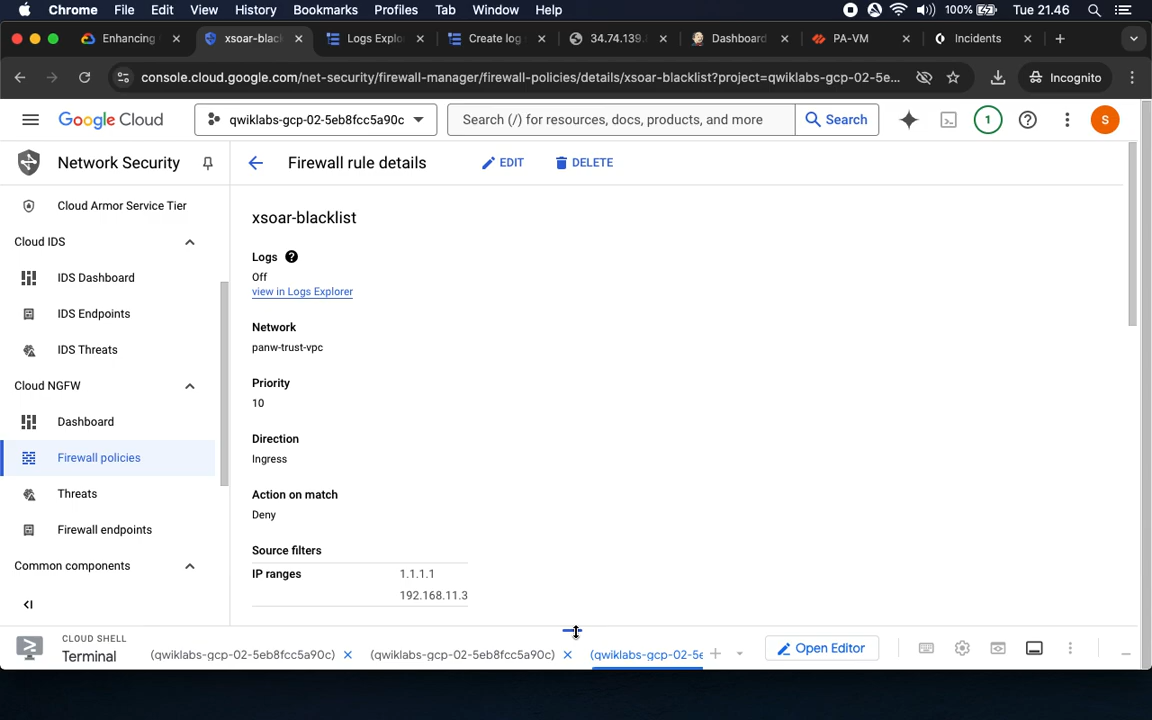 Chrome File Edit View History Bookmarks Profiles Tab Window Help 100% Tue 21.46
Enhancing xsoar-blac Logs Explo Create log 34.74.139. Dashboard PA-VM Incidents
console.cloud.google.com/net-security/firewall-manager/firewall-policies/details/xsoar-blacklist?project=qwiklabs-gcp-02-5e... Incognito
Google Cloud qwiklabs-gcp-02-5eb8fcc5a90c Search (/) for resources, docs, products, and more Search 1 S
Network Security
Firewall rule details EDIT DELETE
Cloud Armor Service Tier
Cloud IDS
IDS Dashboard
IDS Endpoints
IDS Threats
Cloud NGFW
Dashboard
Firewall policies
Threats
Firewall endpoints
Common components
xsoar-blacklist
Logs
Off
view in Logs Explorer
Network
panw-trust-vpc
Priority
10
Direction
Ingress
Action on match
Deny
Source filters
IP ranges 1.1.1.1
192.168.11.3
CLOUD SHELL
Terminal (qwiklabs-gcp-02-5eb8fcc5a90c) (qwiklabs-gcp-02-5eb8fcc5a90c) (qwiklabs-gcp-02-5e Open Editor